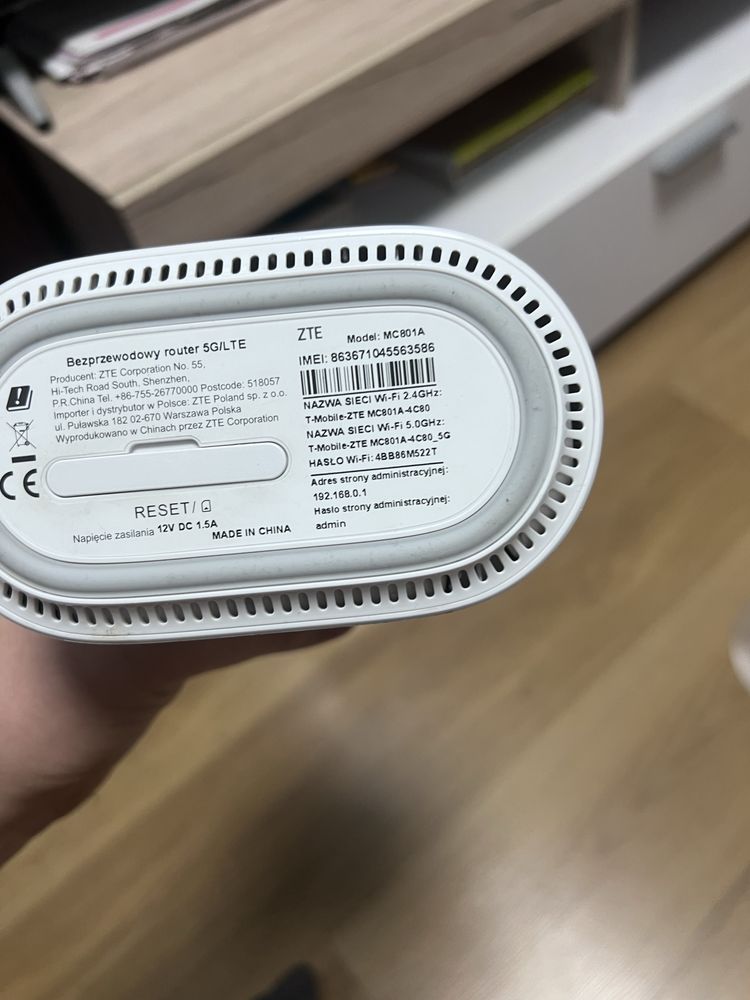 Bezprzewodowy router 5G/LTE
Producent: ZTE Corporation No. 55,
Hi-Tech Road South, Shenzhen,
P.R.China Tel. +86-755-26770000 Postcode: 518057
Importer i dystrybutor w Polsce: ZTE Poland sp. z o.o.
ul. Puławska 182 02-670 Warszawa Polska
Wyprodukowano w Chinach przez ZTE Corporation
CE
RESET/
Napięcie zasilania 12V DC 1.5A
MADE IN CHINA
ZTE
Model: MC801A
IMEI: 863671045563586
NAZWA SIECI Wi-Fi 2.4GHz:
T-Mobile-ZTE MC801A-4C80
NAZWA SIECI Wi-Fi 5.0GHz:
T-Mobile-ZTE MC801A-4C80_5G
HASŁO Wi-Fi: 4BB86M522T
Adres strony administracyjnej:
192.168.0.1
Hasło strony administracyjnej:
admin